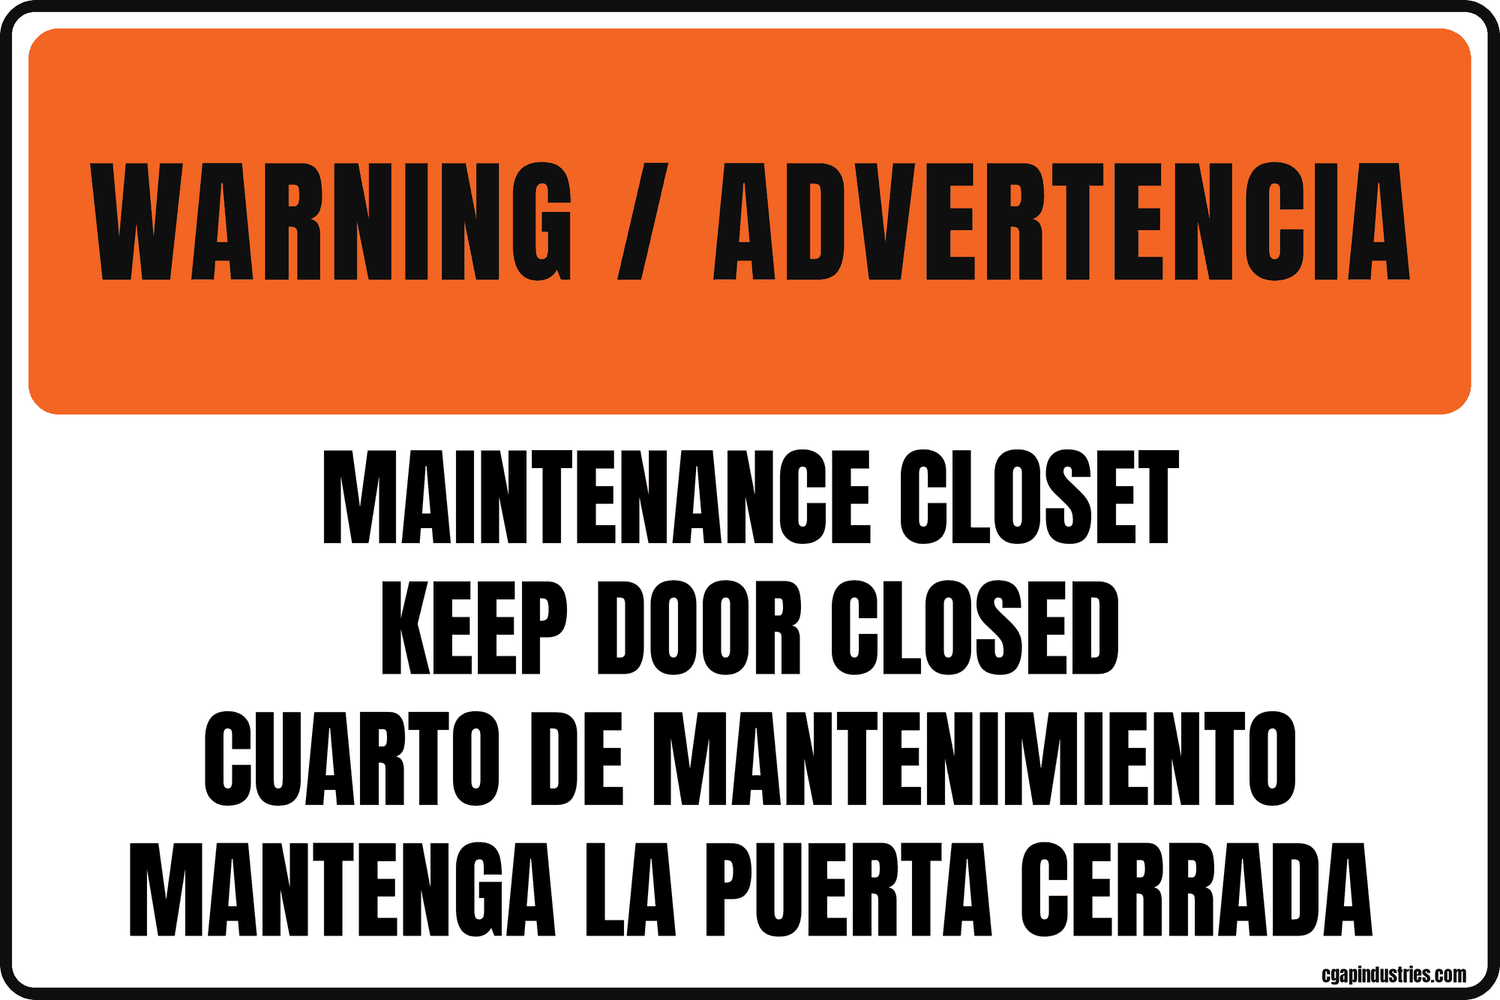 WARNING / ADVERTENCIA
MAINTENANCE CLOSET
KEEP DOOR CLOSED
CUARTO DE MANTENIMIENTO
MANTENGA LA PUERTA CERRADA
cgapindustries.com